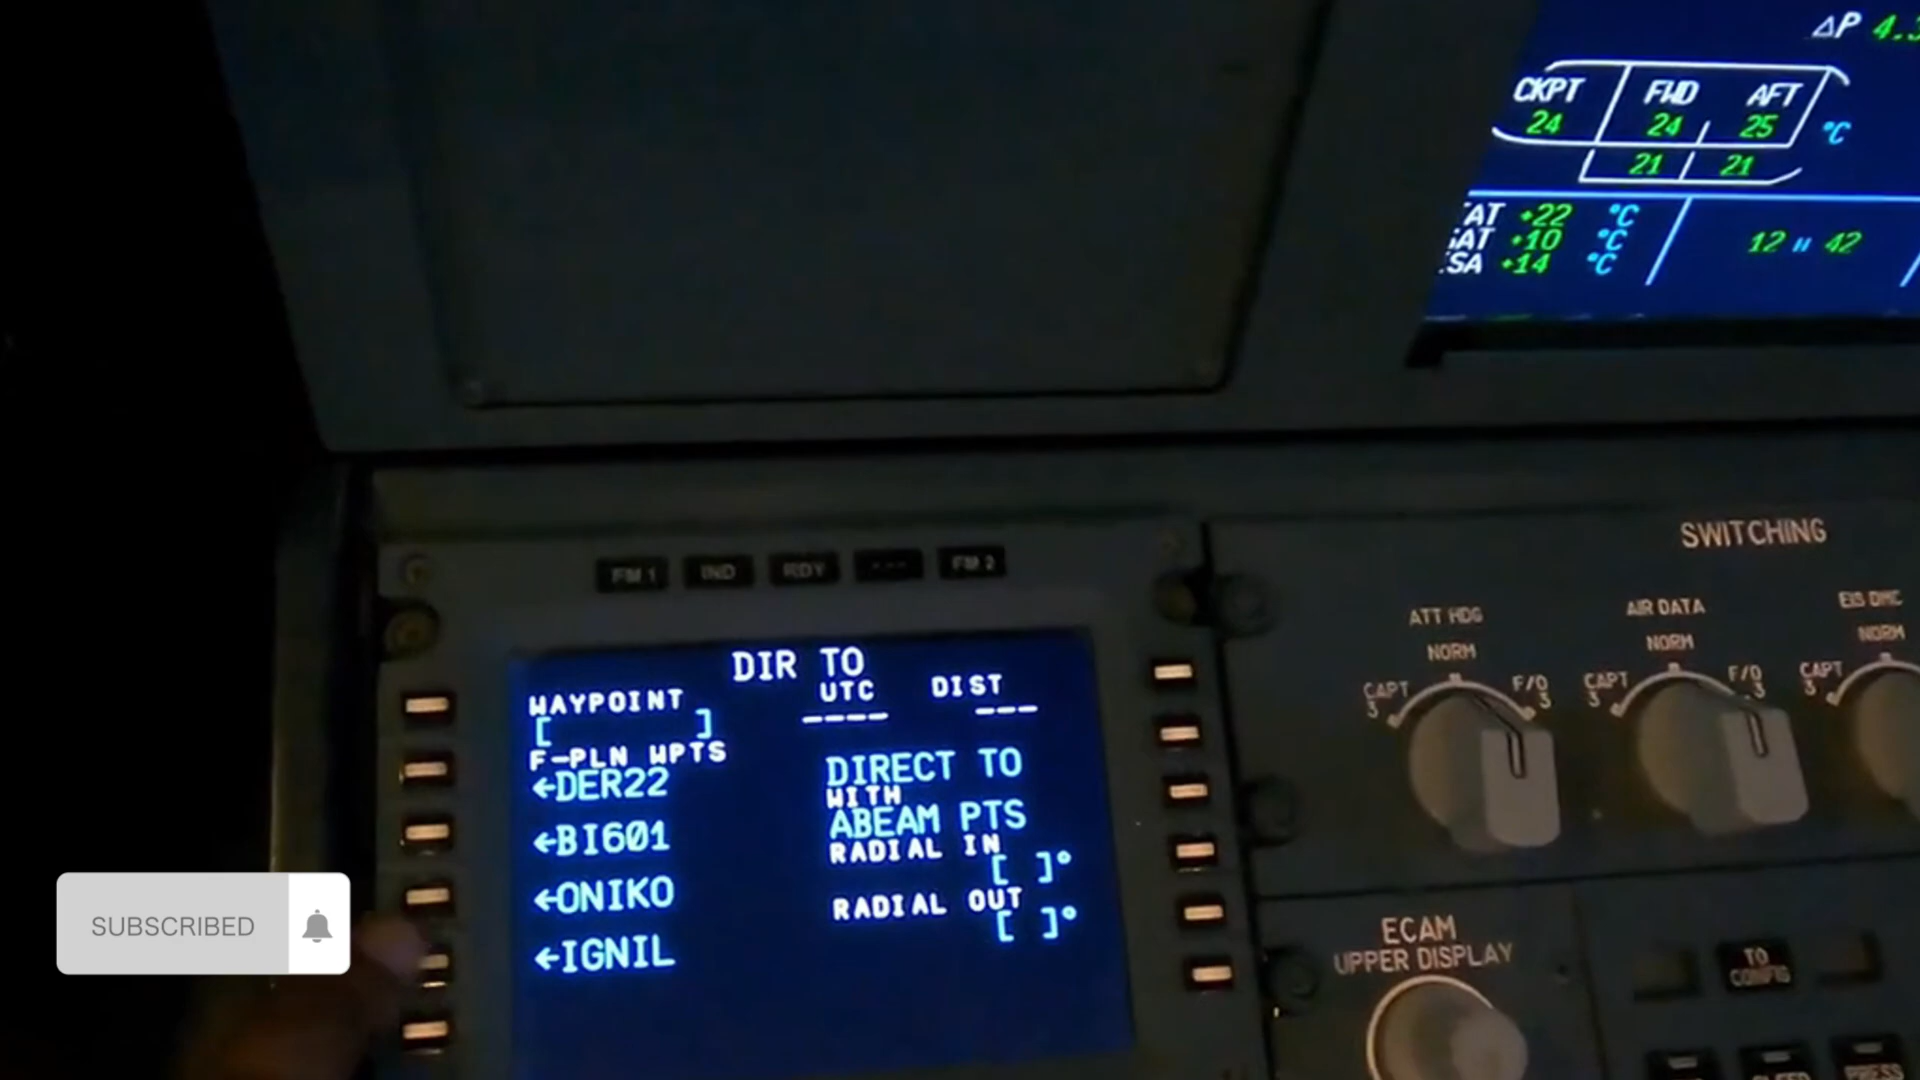 ΔP 4.3
CKPT FWD AFT
24 24 25 °C
21 21
TAT +22 °C
SAT +10 °C
ISA +14 °C
12 H 42
SWITCHING
FM 1 IND RDY --- FM 2
ATT HDG AIR DATA EIS DMC
NORM NORM NORM
CAPT 3 F/O 3 CAPT 3 F/O 3 CAPT 3
DIR TO
WAYPOINT UTC DIST
[ ] ---- ---
F-PLN WPTS
←DER22 DIRECT TO
WITH
←BI601 ABEAM PTS
RADIAL IN
←ONIKO [ ]°
RADIAL OUT
←IGNIL [ ]°
ECAM
UPPER DISPLAY
TO
CONFIG
SUBSCRIBED